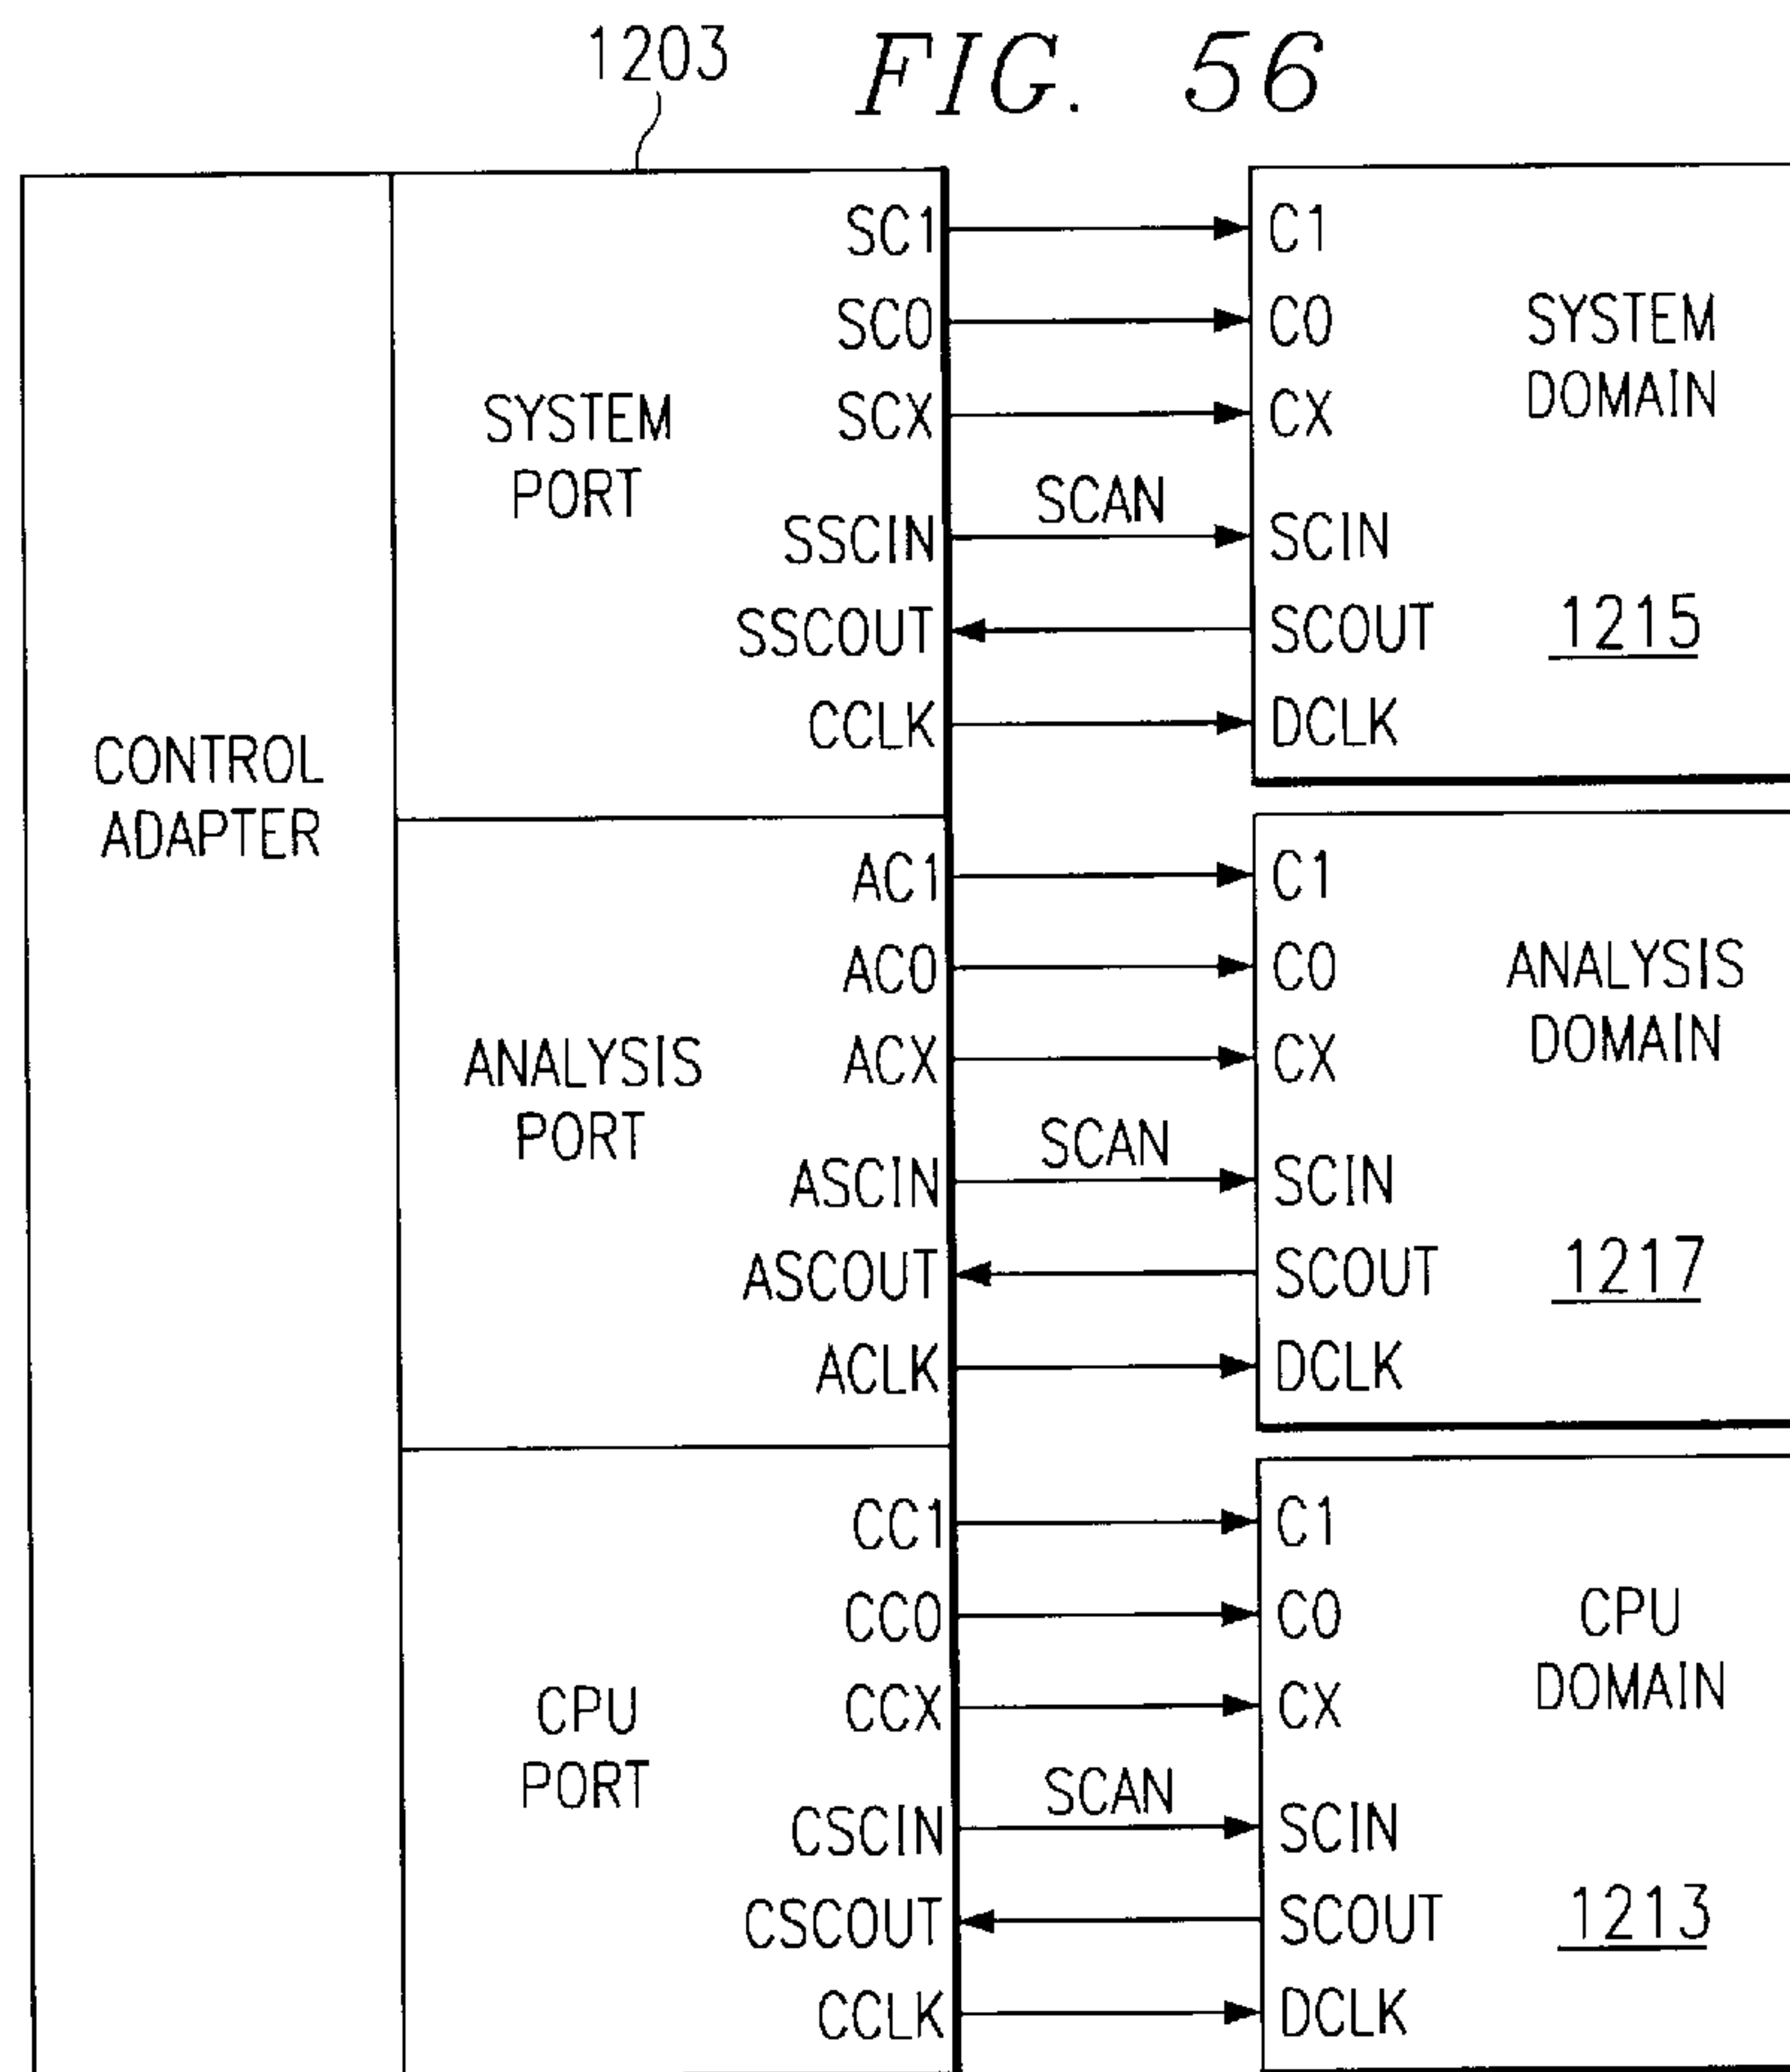 1203
FIG. 56
CONTROL
ADAPTER
SYSTEM
PORT
SC1
SC0
SCX
SSCIN
SSCOUT
CCLK
SCAN
C1
C0
CX
SCIN
SCOUT
DCLK
SYSTEM
DOMAIN
1215
ANALYSIS
PORT
AC1
AC0
ACX
ASCIN
ASCOUT
ACLK
SCAN
C1
C0
CX
SCIN
SCOUT
DCLK
ANALYSIS
DOMAIN
1217
CPU
PORT
CC1
CC0
CCX
CSCIN
CSCOUT
CCLK
SCAN
C1
C0
CX
SCIN
SCOUT
DCLK
CPU
DOMAIN
1213